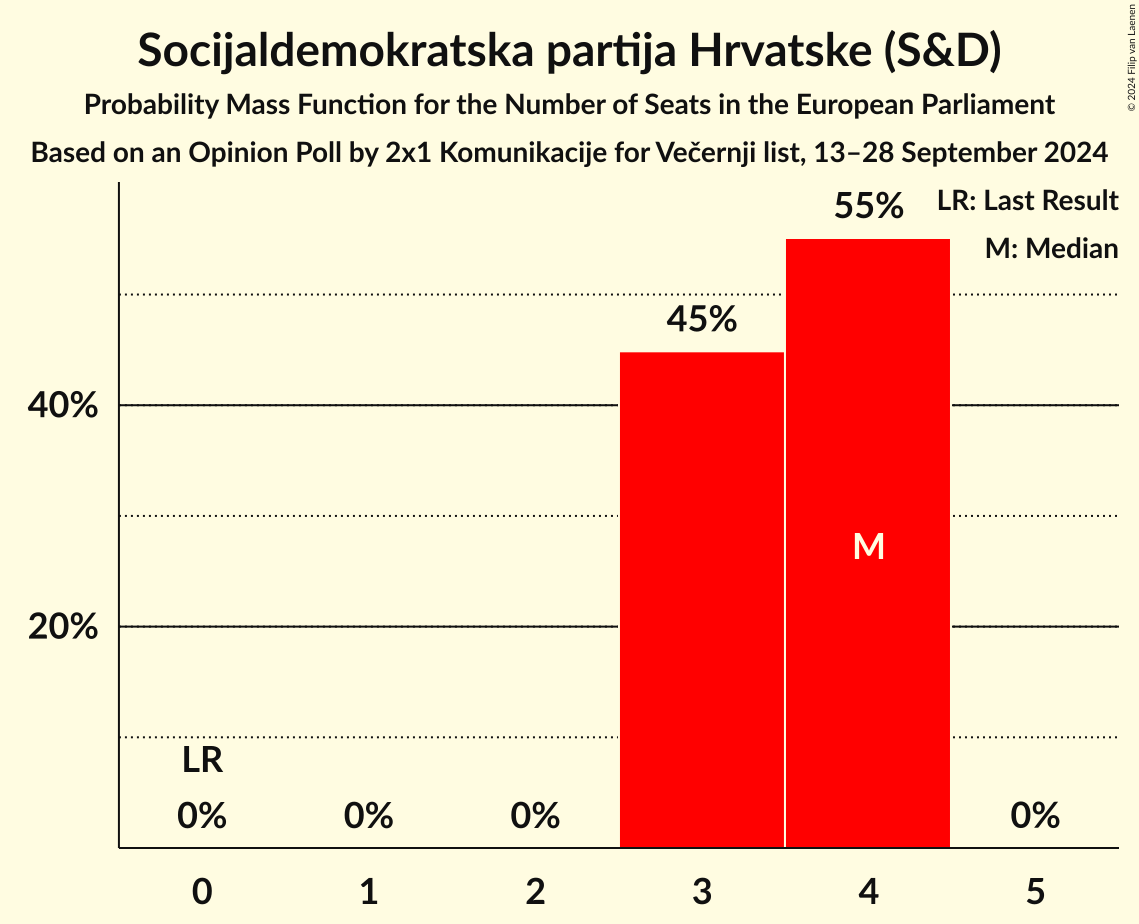 Socijaldemokratska partija Hrvatske (S&D)
Probability Mass Function for the Number of Seats in the European Parliament
Based on an Opinion Poll by 2x1 Komunikacije for Večernji list, 13–28 September 2024
© 2024 Filip van Laenen
LR: Last Result
M: Median
55%
45%
40%
20%
M
LR
0% 0% 0% 0%
0 1 2 3 4 5